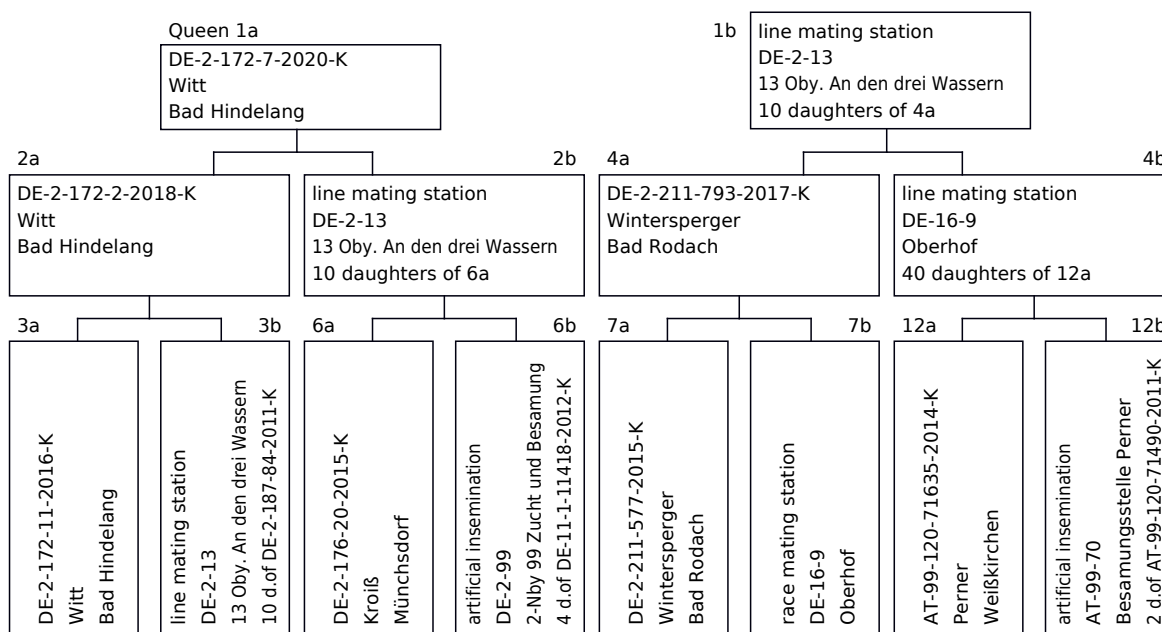 Queen 1a
DE-2-172-7-2020-K
Witt
Bad Hindelang
1b
line mating station
DE-2-13
13 Oby. An den drei Wassern
10 daughters of 4a
2a
DE-2-172-2-2018-K
Witt
Bad Hindelang
2b
line mating station
DE-2-13
13 Oby. An den drei Wassern
10 daughters of 6a
4a
DE-2-211-793-2017-K
Wintersperger
Bad Rodach
4b
line mating station
DE-16-9
Oberhof
40 daughters of 12a
3a
DE-2-172-11-2016-K
Witt
Bad Hindelang
3b
line mating station
DE-2-13
13 Oby. An den drei Wassern
10 d.of DE-2-187-84-2011-K
6a
DE-2-176-20-2015-K
Kroiß
Münchsdorf
6b
artificial insemination
DE-2-99
2-Nby 99 Zucht und Besamung
4 d.of DE-11-1-11418-2012-K
7a
DE-2-211-577-2015-K
Wintersperger
Bad Rodach
7b
race mating station
DE-16-9
Oberhof
12a
AT-99-120-71635-2014-K
Perner
Weißkirchen
12b
artificial insemination
AT-99-70
Besamungsstelle Perner
2 d.of AT-99-120-71490-2011-K